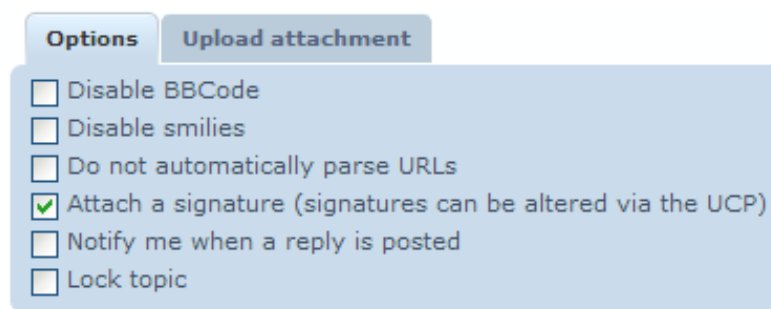 Options Upload attachment
Disable BBCode
Disable smilies
Do not automatically parse URLs
Attach a signature (signatures can be altered via the UCP)
Notify me when a reply is posted
Lock topic